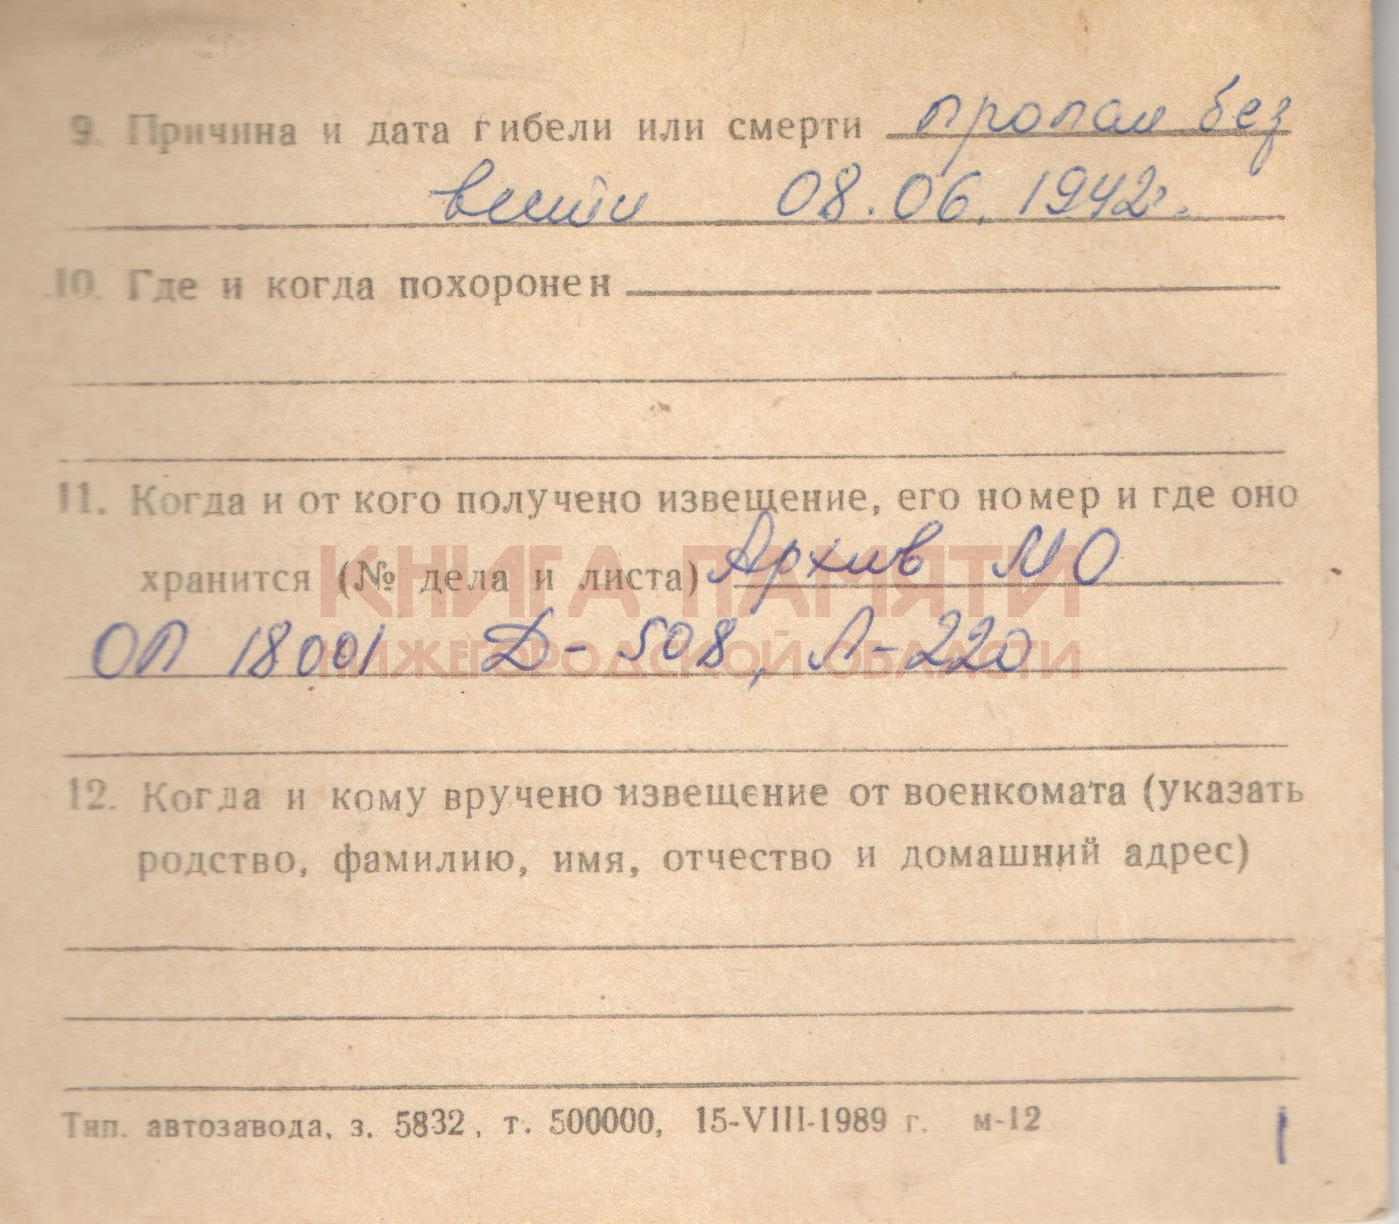 9. Причина и дата гибели или смерти пропал без
вести 08.06.1942г.
10. Где и когда похоронен
11. Когда и от кого получено извещение, его номер и где оно
хранится (№ дела и листа) Архив МО
КНИГА ПАМЯТИ
ОП 18001 Д-508, Л-220
НИЖЕГОРОДСКОЙ ОБЛАСТИ
12. Когда и кому вручено извещение от военкомата (указать
родство, фамилию, имя, отчество и домашний адрес)
Тип. автозавода, з. 5832, т. 500000, 15-VIII-1989 г. м-12
1